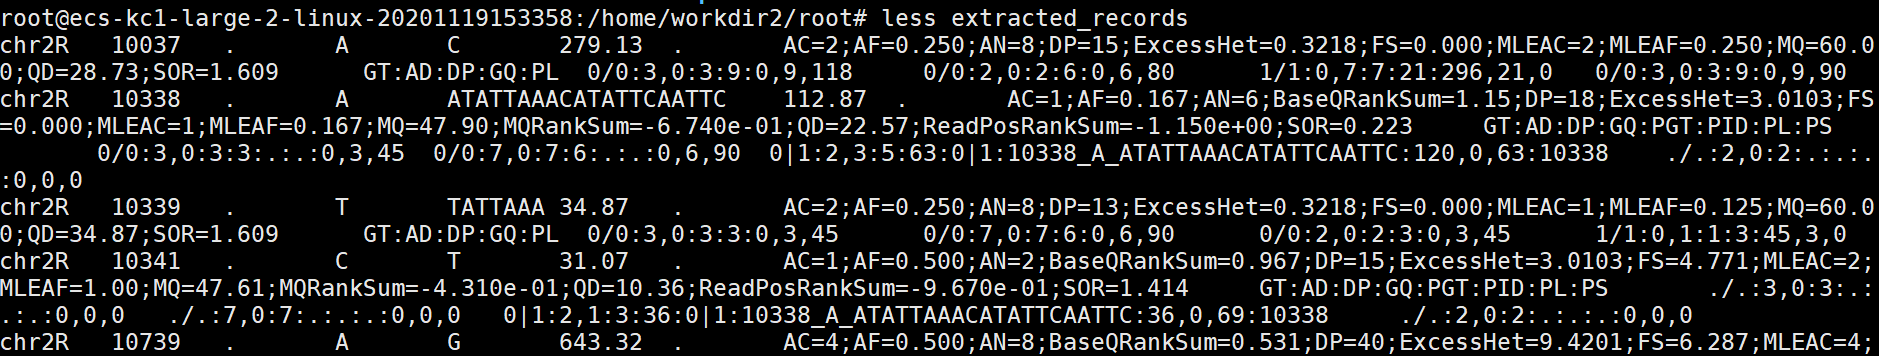 root@ecs-kc1-large-2-linux-20201119153358:/home/workdir2/root# less extracted_records
chr2R   10037   .       A       C       279.13  .       AC=2;AF=0.250;AN=8;DP=15;ExcessHet=0.3218;FS=0.000;MLEAC=2;MLEAF=0.250;MQ=60.0
0;QD=28.73;SOR=1.609       GT:AD:DP:GQ:PL  0/0:3,0:3:9:0,9,118     0/0:2,0:2:6:0,6,80      1/1:0,7:7:21:296,21,0   0/0:3,0:3:9:0,9,90
chr2R   10338   .       A       ATATTAAACATATTCAATTC    112.87  .       AC=1;AF=0.167;AN=6;BaseQRankSum=1.15;DP=18;ExcessHet=3.0103;FS
=0.000;MLEAC=1;MLEAF=0.167;MQ=47.90;MQRankSum=-6.740e-01;QD=22.57;ReadPosRankSum=-1.150e+00;SOR=0.223      GT:AD:DP:GQ:PGT:PID:PL:PS
       0/0:3,0:3:3:.:.:0,3,45  0/0:7,0:7:6:.:.:0,6,90  0|1:2,3:5:63:0|1:10338_A_ATATTAAACATATTCAATTC:120,0,63:10338    ./.:2,0:2:.:.:.
:0,0,0
chr2R   10339   .       T       TATTAAA 34.87   .       AC=2;AF=0.250;AN=8;DP=13;ExcessHet=0.3218;FS=0.000;MLEAC=1;MLEAF=0.125;MQ=60.0
0;QD=34.87;SOR=1.609       GT:AD:DP:GQ:PL  0/0:3,0:3:3:0,3,45      0/0:7,0:7:6:0,6,90      0/0:2,0:2:3:0,3,45      1/1:0,1:1:3:45,3,0
chr2R   10341   .       C       T       31.07   .       AC=1;AF=0.500;AN=2;BaseQRankSum=0.967;DP=15;ExcessHet=3.0103;FS=4.771;MLEAC=2;
MLEAF=1.00;MQ=47.61;MQRankSum=-4.310e-01;QD=10.36;ReadPosRankSum=-9.670e-01;SOR=1.414      GT:AD:DP:GQ:PGT:PID:PL:PS       ./.:3,0:3:.:
.:.:0,0,0   ./.:7,0:7:.:.:.:0,0,0   0|1:2,1:3:36:0|1:10338_A_ATATTAAACATATTCAATTC:36,0,69:10338     ./.:2,0:2:.:.:.:0,0,0
chr2R   10739   .       A       G       643.32  .       AC=4;AF=0.500;AN=8;BaseQRankSum=0.531;DP=40;ExcessHet=9.4201;FS=6.287;MLEAC=4;